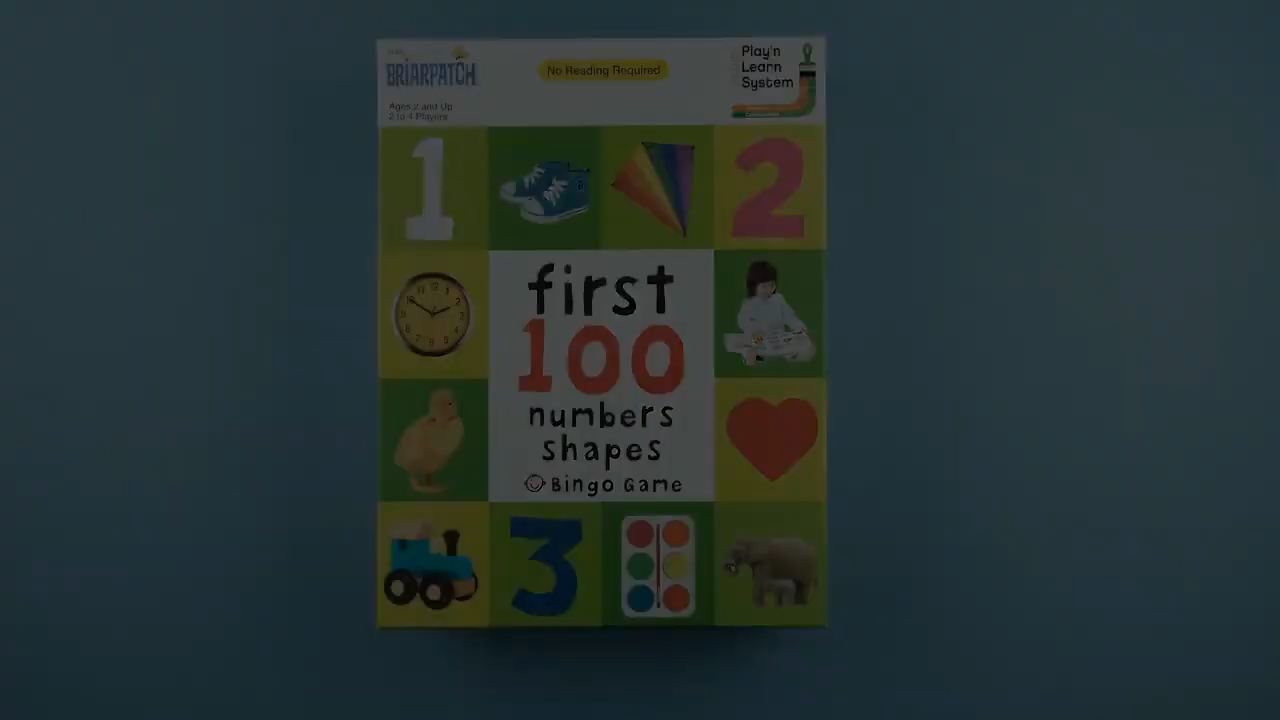 BRIARPATCH
No Reading Required
Play'n
Learn
System
Ages 2 and Up
2 to 4 Players
1
2
first
100
numbers
shapes
Bingo Game
3